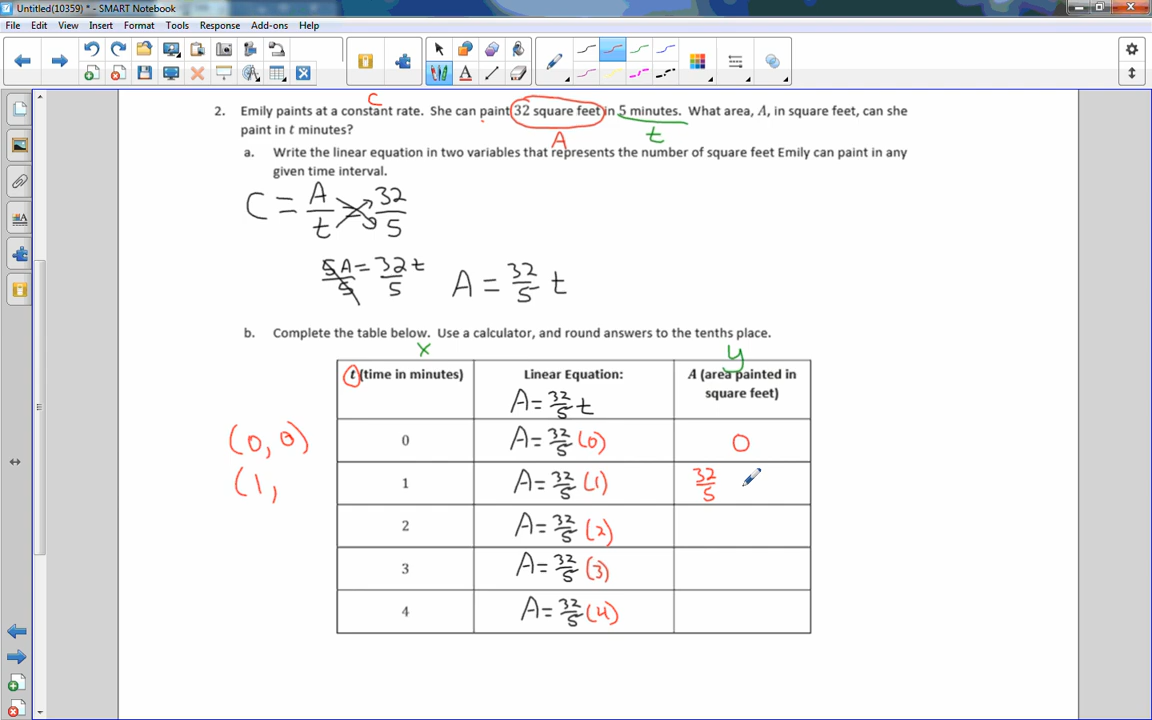 Untitled(10359) * - SMART Notebook
File Edit View Insert Format Tools Response Add-ons Help
C
2. Emily paints at a constant rate. She can paint 32 square feet in 5 minutes. What area, A, in square feet, can she
paint in t minutes?
A t
a. Write the linear equation in two variables that represents the number of square feet Emily can paint in any
given time interval.
C = A/t = 32/5
5A/5 = 32t/5 A = 32/5 t
b. Complete the table below. Use a calculator, and round answers to the tenths place.
x y
t (time in minutes) Linear Equation: A (area painted in
square feet)
A = 32/5 t
(0, 0) 0 A = 32/5 (0) 0
(1, 1 A = 32/5 (1) 32/5
2 A = 32/5 (2)
3 A = 32/5 (3)
4 A = 32/5 (4)